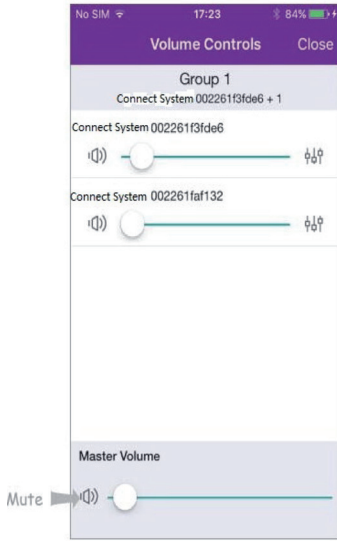 No SIM 17:23 84%
Volume Controls Close
Group 1
Connect System 002261f3fde6 + 1
Connect System 002261f3fde6
Connect System 002261faf132
Master Volume
Mute